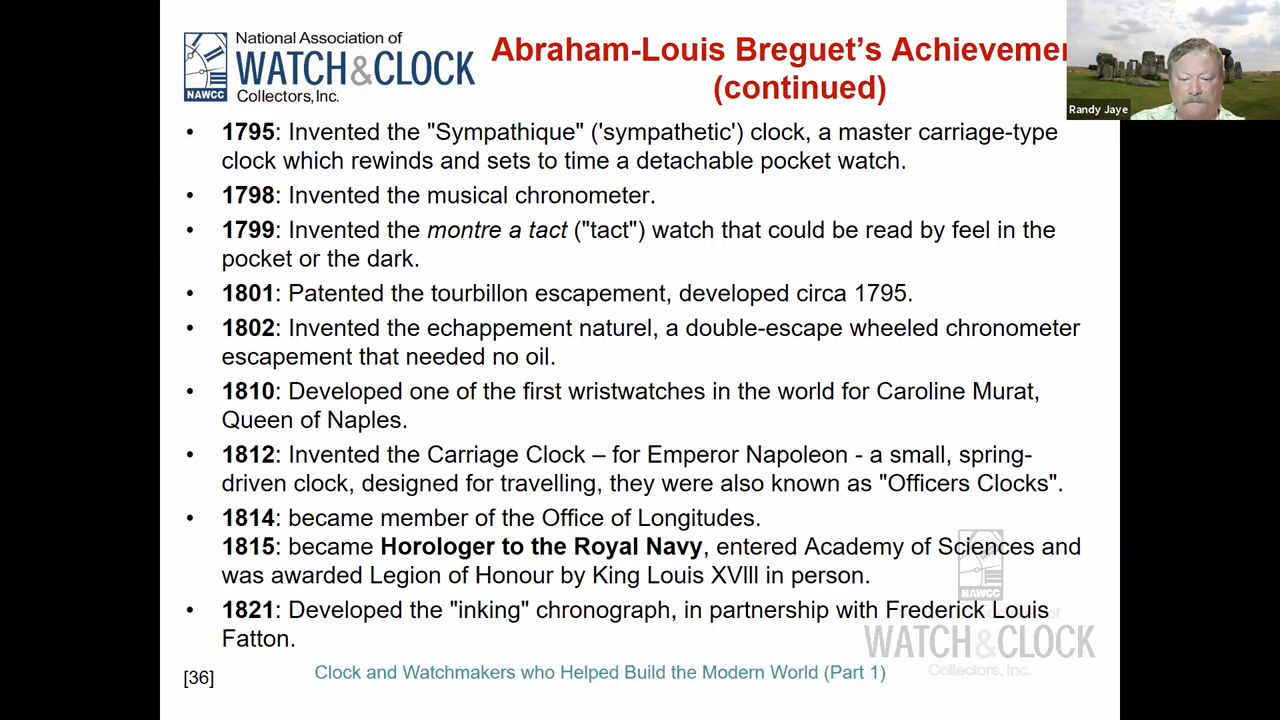 National Association of
WATCH&CLOCK
Collectors, Inc.
NAWCC
Abraham-Louis Breguet's Achievemen
(continued)
Randy Jaye
• 1795: Invented the "Sympathique" ('sympathetic') clock, a master carriage-type
clock which rewinds and sets to time a detachable pocket watch.
• 1798: Invented the musical chronometer.
• 1799: Invented the montre a tact ("tact") watch that could be read by feel in the
pocket or the dark.
• 1801: Patented the tourbillon escapement, developed circa 1795.
• 1802: Invented the echappement naturel, a double-escape wheeled chronometer
escapement that needed no oil.
• 1810: Developed one of the first wristwatches in the world for Caroline Murat,
Queen of Naples.
• 1812: Invented the Carriage Clock – for Emperor Napoleon - a small, spring-
driven clock, designed for travelling, they were also known as "Officers Clocks".
• 1814: became member of the Office of Longitudes.
1815: became Horologer to the Royal Navy, entered Academy of Sciences and
was awarded Legion of Honour by King Louis XVIII in person.
• 1821: Developed the "inking" chronograph, in partnership with Frederick Louis
Fatton.
NAWCC
of
WATCH&CLOCK
Collectors, Inc.
[36]
Clock and Watchmakers who Helped Build the Modern World (Part 1)